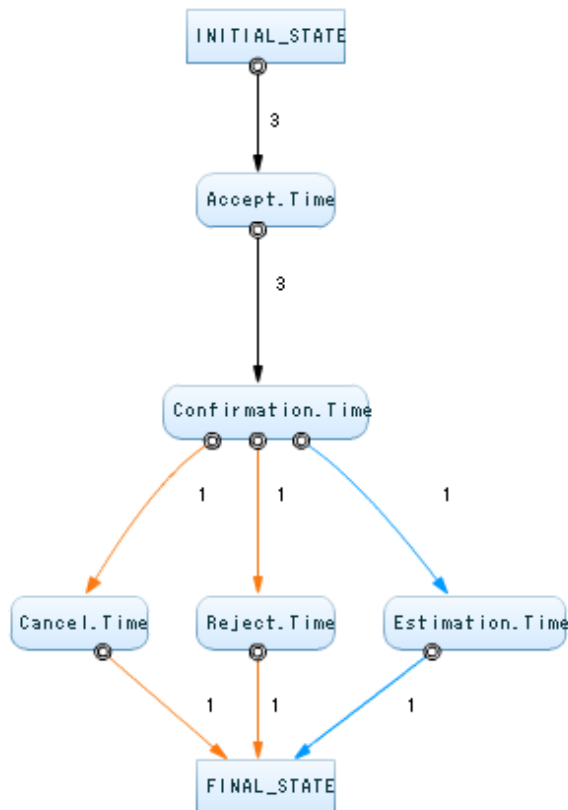 INITIAL_STATE
3
Accept.Time
3
Confirmation.Time
1
1
1
Cancel.Time
Reject.Time
Estimation.Time
1
1
1
FINAL_STATE